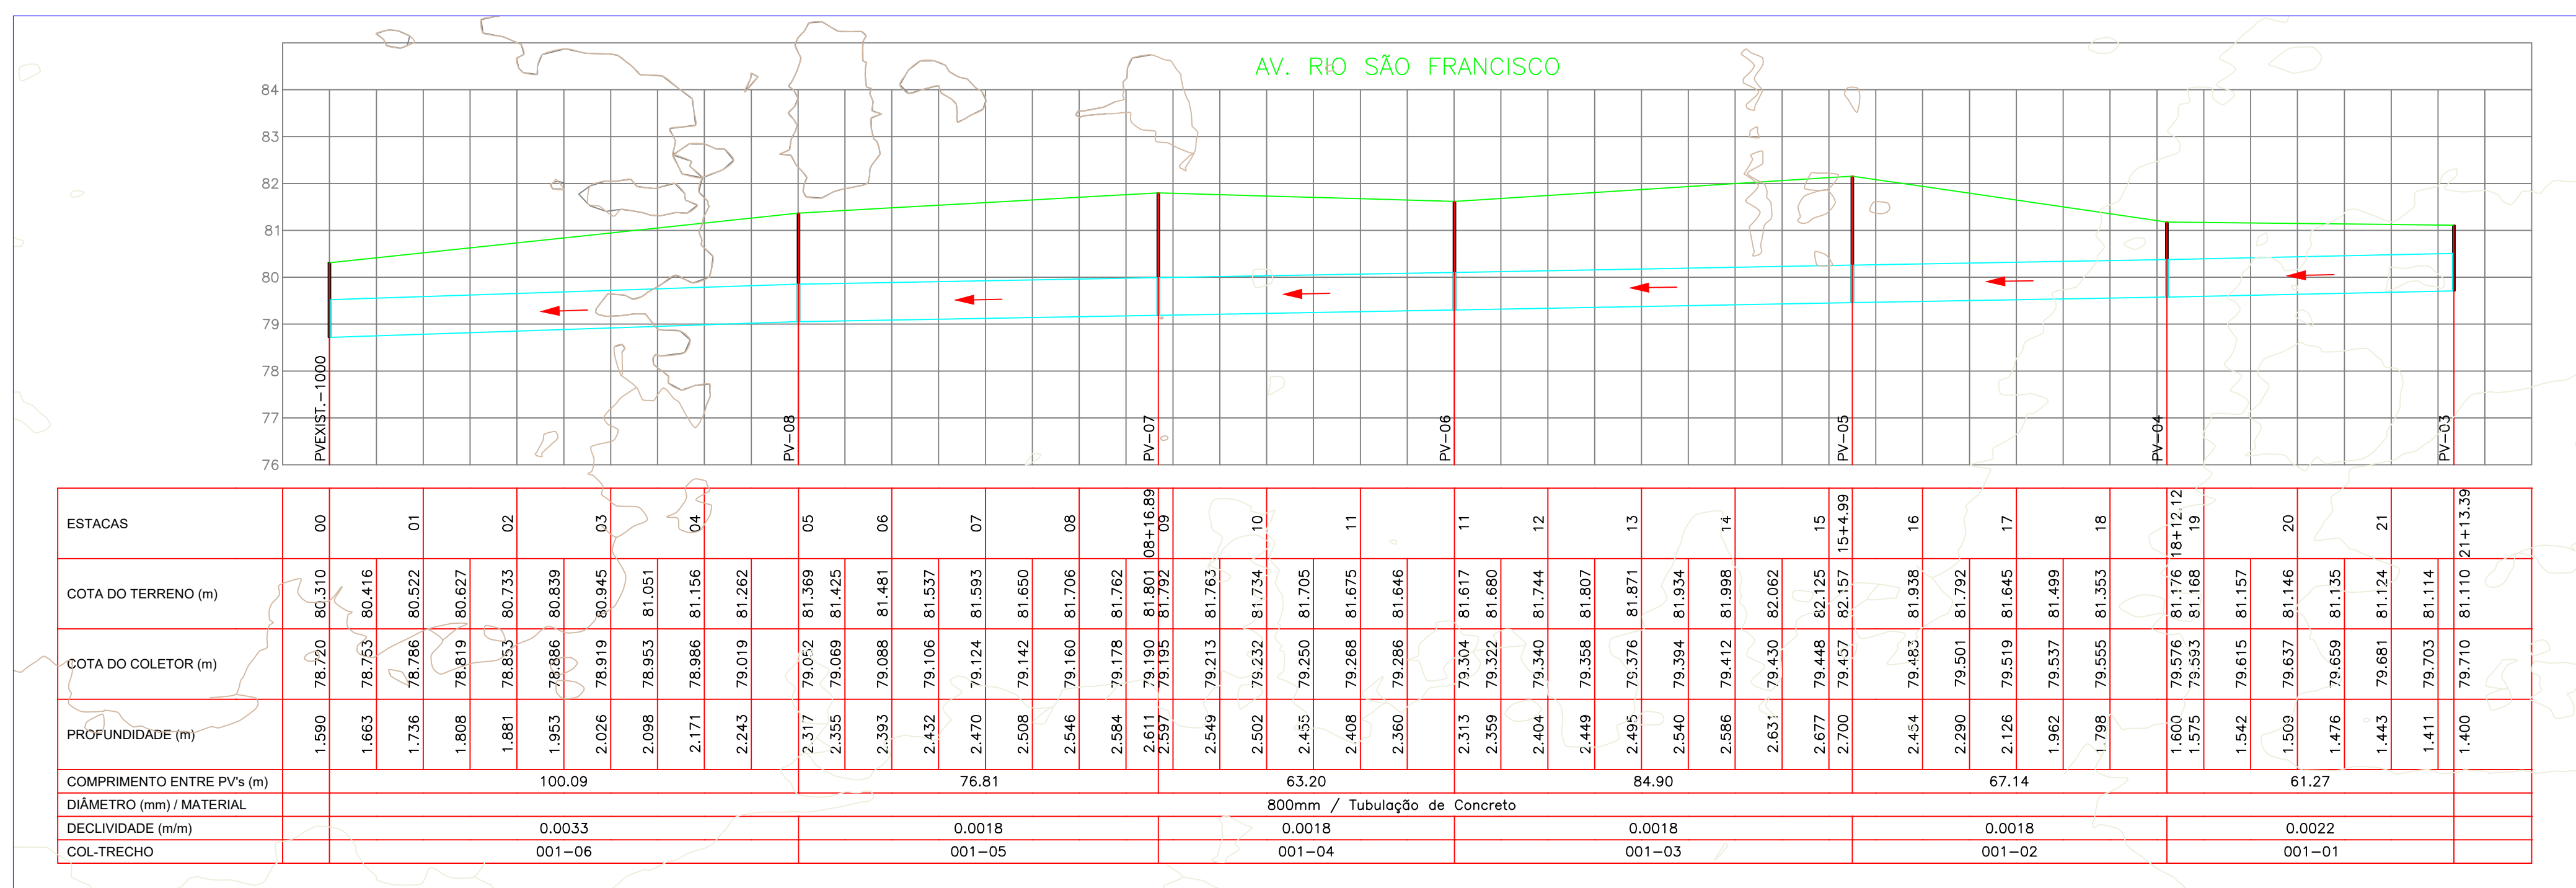 AV. RIO SÃO FRANCISCO
84
83
82
81
80
79
78
77
76
PVEXIST.-1000 PV-08 PV-07 PV-06 PV-05 PV-04 PV-03
ESTACAS 00 01 02 03 04 05 06 07 08 08+16.89 09 10 11 11 12 13 14 15 15+4.99 16 17 18 18+12.12 19 20 21 21+13.39
COTA DO TERRENO (m) 80.310 80.416 80.522 80.627 80.733 80.839 80.945 81.051 81.156 81.262 81.369 81.425 81.481 81.537 81.593 81.650 81.706 81.762 81.801 81.792 81.763 81.734 81.705 81.675 81.646 81.617 81.680 81.744 81.807 81.871 81.934 81.998 82.062 82.125 82.157 81.938 81.792 81.645 81.499 81.353 81.176 81.168 81.157 81.146 81.135 81.124 81.114 81.110
COTA DO COLETOR (m) 78.720 78.753 78.786 78.819 78.853 78.886 78.919 78.953 78.986 79.019 79.052 79.069 79.088 79.106 79.124 79.142 79.160 79.178 79.190 79.195 79.213 79.232 79.250 79.268 79.286 79.304 79.322 79.340 79.358 79.376 79.394 79.412 79.430 79.448 79.457 79.483 79.501 79.519 79.537 79.555 79.576 79.593 79.615 79.637 79.659 79.681 79.703 79.710
PROFUNDIDADE (m) 1.590 1.663 1.736 1.808 1.881 1.953 2.026 2.098 2.171 2.243 2.317 2.355 2.393 2.432 2.470 2.508 2.546 2.584 2.611 2.597 2.549 2.502 2.455 2.408 2.360 2.313 2.359 2.404 2.449 2.495 2.540 2.586 2.631 2.677 2.700 2.454 2.290 2.126 1.962 1.798 1.600 1.575 1.542 1.509 1.476 1.443 1.411 1.400
COMPRIMENTO ENTRE PV's (m) 100.09 76.81 63.20 84.90 67.14 61.27
DIÂMETRO (mm) / MATERIAL 800mm / Tubulação de Concreto
DECLIVIDADE (m/m) 0.0033 0.0018 0.0018 0.0018 0.0018 0.0022
COL-TRECHO 001-06 001-05 001-04 001-03 001-02 001-01